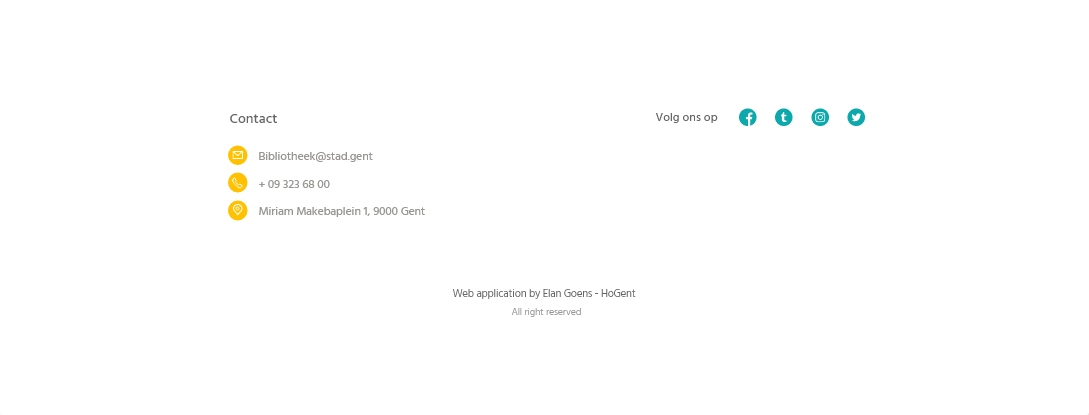 Contact
Volg ons op
Bibliotheek@stad.gent
+ 09 323 68 00
Miriam Makebaplein 1, 9000 Gent
Web application by Elan Goens - HoGent
All right reserved